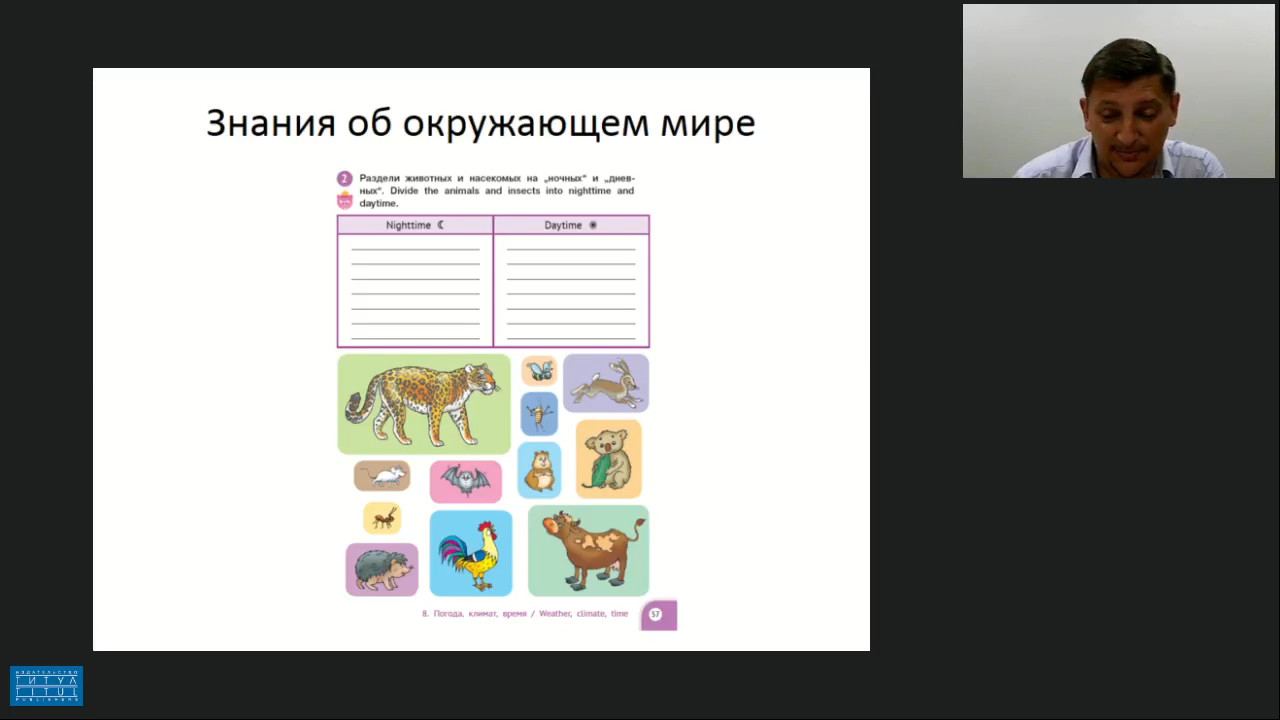 Знания об окружающем мире
2 Раздели животных и насекомых на „ночных“ и „днев-
ных“. Divide the animals and insects into nighttime and
daytime.
Nighttime Daytime
8. Погода, климат, время / Weather, climate, time 57
ИЗДАТЕЛЬСТВО
ТИТУЛ
TITUL
PUBLISHERS